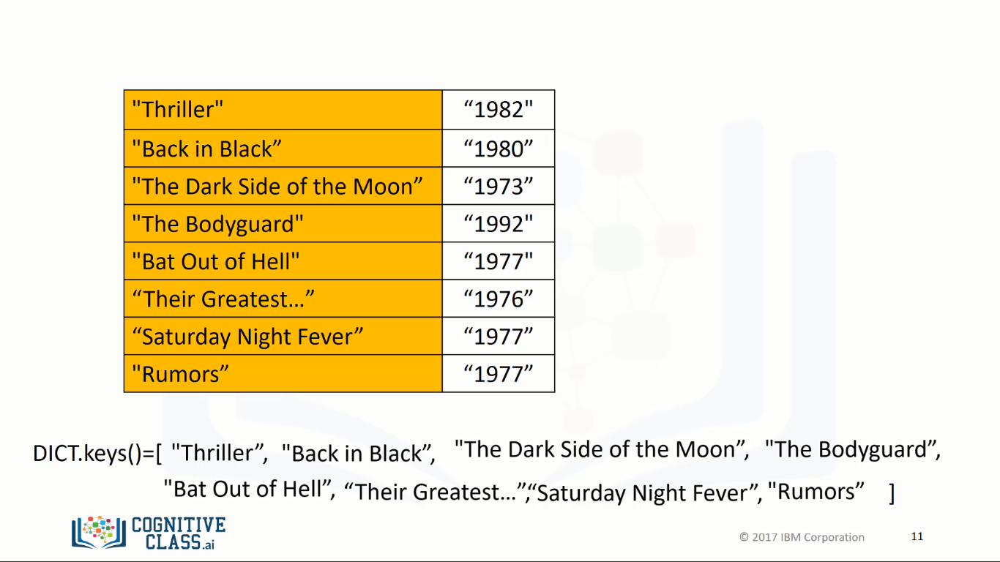 "Thriller" “1982"
"Back in Black” “1980”
"The Dark Side of the Moon” “1973”
"The Bodyguard" “1992"
"Bat Out of Hell" “1977"
“Their Greatest…” “1976”
“Saturday Night Fever” “1977”
"Rumors” “1977”
DICT.keys()=[ "Thriller”, "Back in Black”, "The Dark Side of the Moon”, "The Bodyguard”,
"Bat Out of Hell”, “Their Greatest…”,“Saturday Night Fever”, "Rumors” ]
COGNITIVE
CLASS.ai
© 2017 IBM Corporation 11